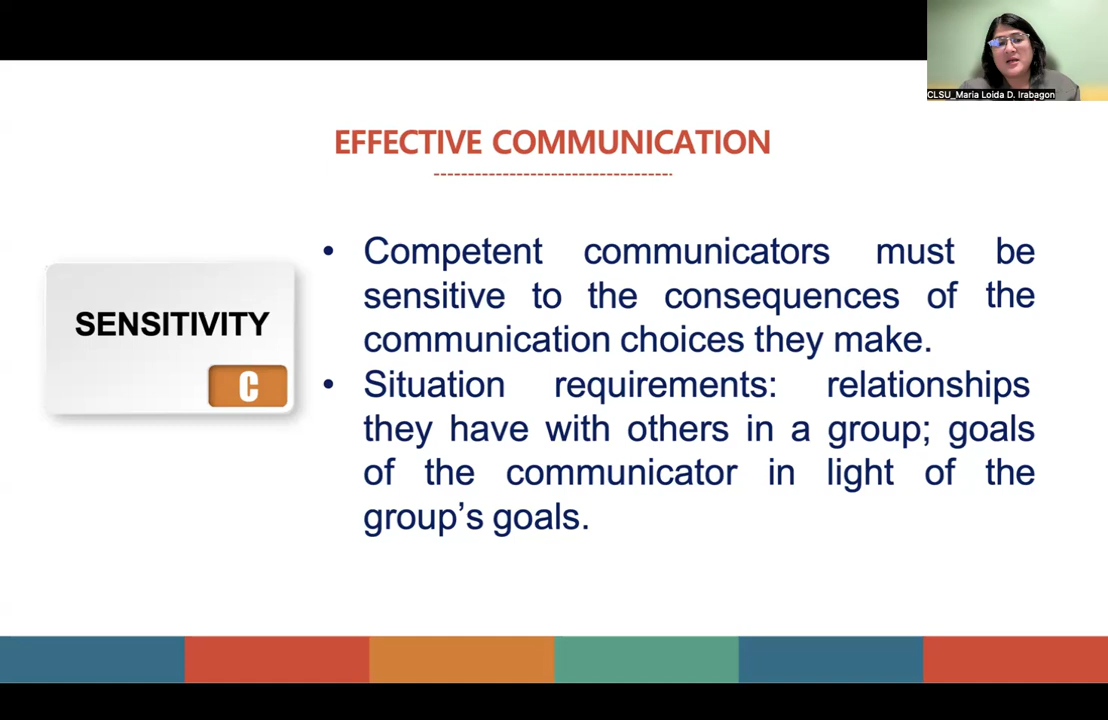 CLSU_Maria Loida D. Irabagon
EFFECTIVE COMMUNICATION
SENSITIVITY
C
• Competent communicators must be
sensitive to the consequences of the
communication choices they make.
• Situation requirements: relationships
they have with others in a group; goals
of the communicator in light of the
group’s goals.